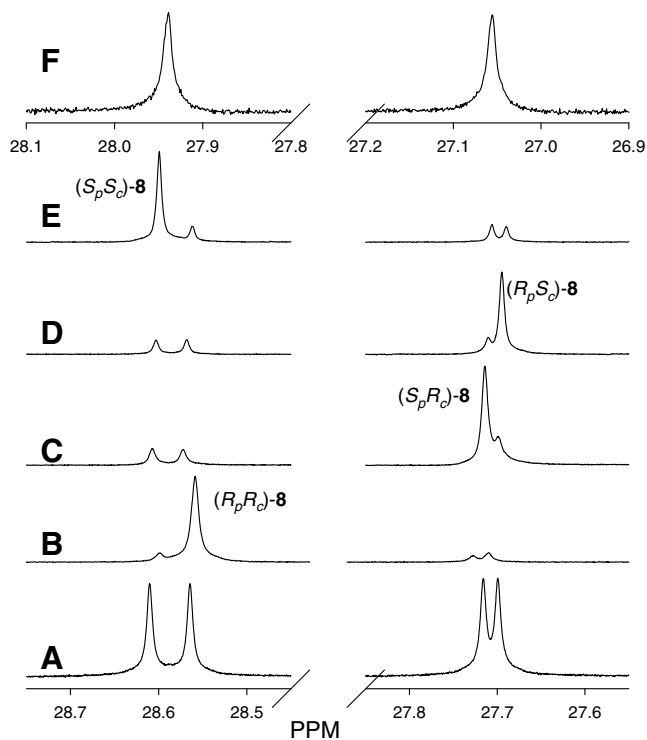 F
28.1 28.0 27.9 27.8 27.2 27.1 27.0 26.9
(SpSc)-8
E
(RpSc)-8
D
(SpRc)-8
C
(RpRc)-8
B
A
28.7 28.6 28.5 27.8 27.7 27.6
PPM